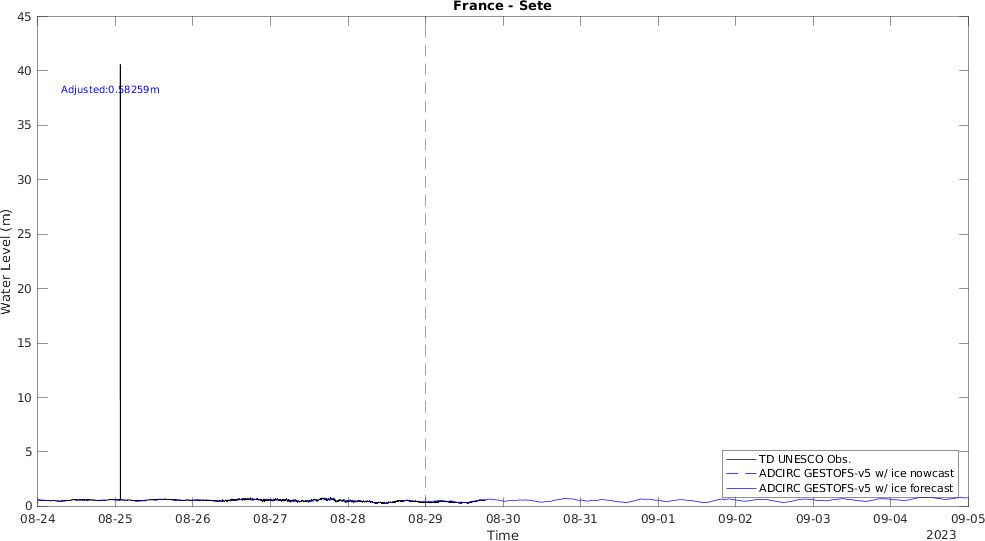 France - Sete
45
40
35
30
25
20
15
10
5
0
Water Level (m)
Adjusted:0.58259m
TD UNESCO Obs.
ADCIRC GESTOFS-v5 w/ ice nowcast
ADCIRC GESTOFS-v5 w/ ice forecast
08-24 08-25 08-26 08-27 08-28 08-29 08-30 08-31 09-01 09-02 09-03 09-04 09-05
Time
2023